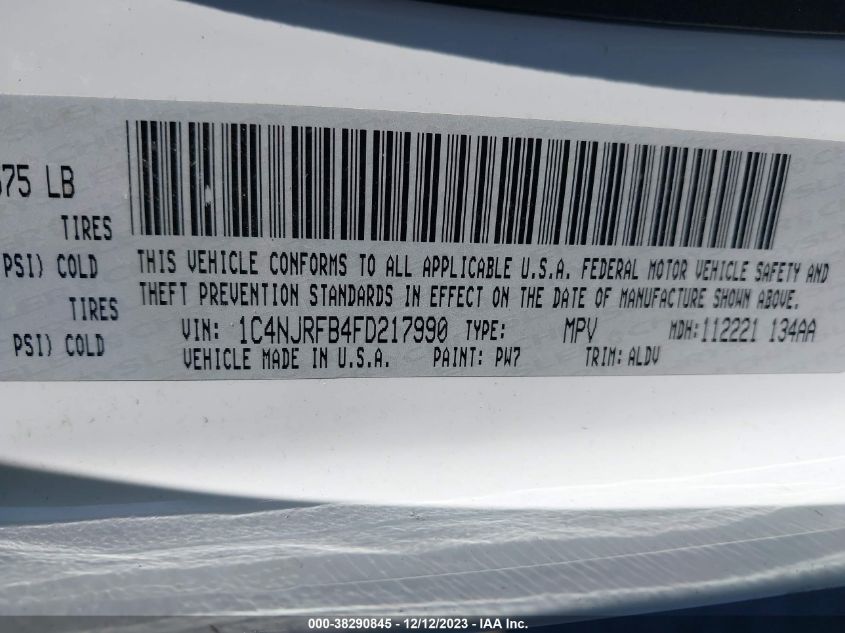 75 LB
TIRES
PSI) COLD
TIRES
PSI) COLD
THIS VEHICLE CONFORMS TO ALL APPLICABLE U.S.A. FEDERAL MOTOR VEHICLE SAFETY AND
THEFT PREVENTION STANDARDS IN EFFECT ON THE DATE OF MANUFACTURE SHOWN ABOVE.
VIN: 1C4NJRFB4FD217990 TYPE: MPV MDH: 112221 134AA
VEHICLE MADE IN U.S.A. PAINT: PW7 TRIM: ALDV
000-38290845 - 12/12/2023 - IAA Inc.